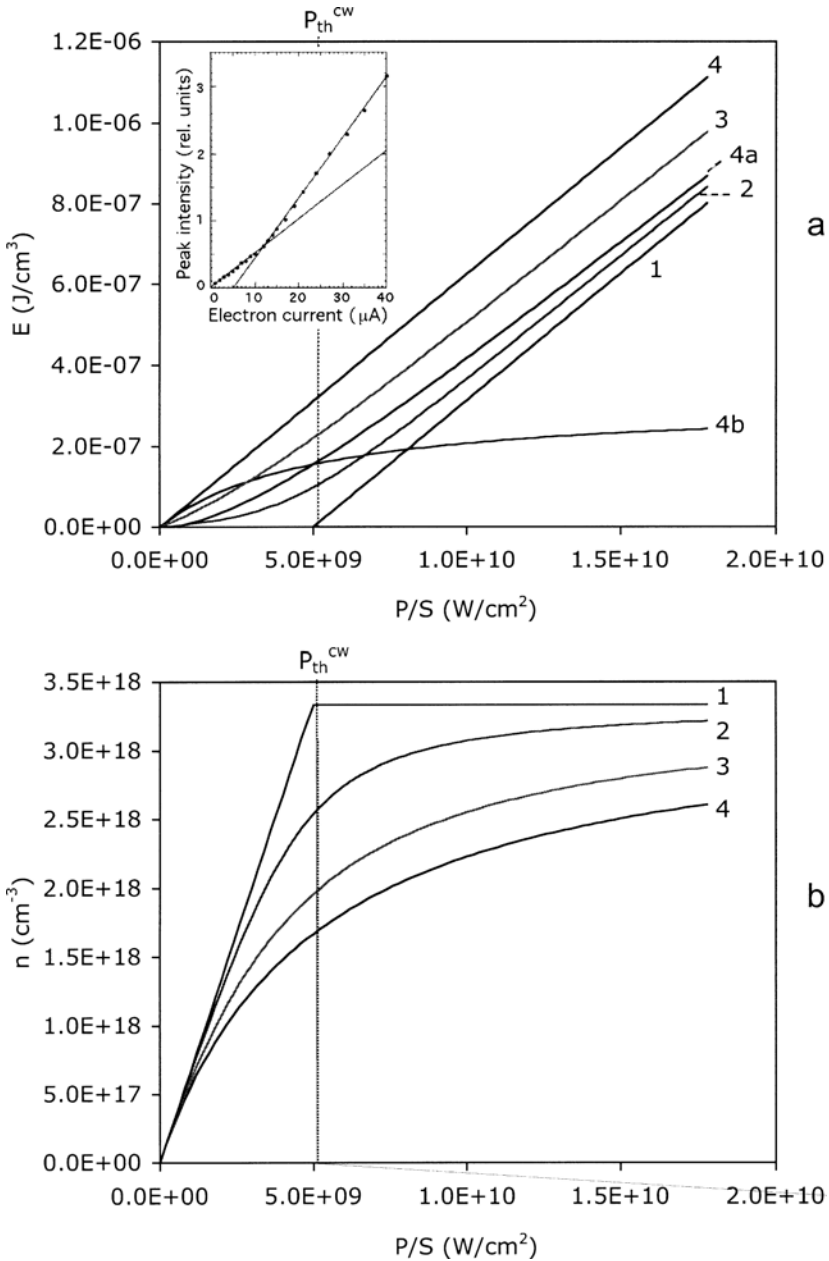 P_th^cw
1.2E-06
1.0E-06
8.0E-07
6.0E-07
4.0E-07
2.0E-07
0.0E+00
E (J/cm³)
3
2
1
0
Peak intensity (rel. units)
0 10 20 30 40
Electron current (μA)
4
3
4a
2
1
4b
a
0.0E+00 5.0E+09 1.0E+10 1.5E+10 2.0E+10
P/S (W/cm²)
P_th^cw
3.5E+18
3.0E+18
2.5E+18
2.0E+18
1.5E+18
1.0E+18
5.0E+17
0.0E+00
n (cm⁻³)
1
2
3
4
b
0.0E+00 5.0E+09 1.0E+10 1.5E+10 2.0E+10
P/S (W/cm²)